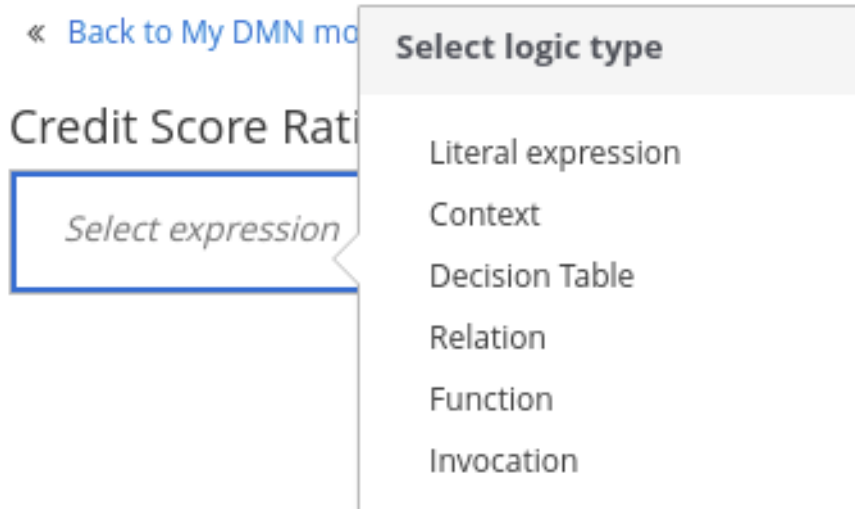 « Back to My DMN mo
Credit Score Rati
Select expression
Select logic type
Literal expression
Context
Decision Table
Relation
Function
Invocation